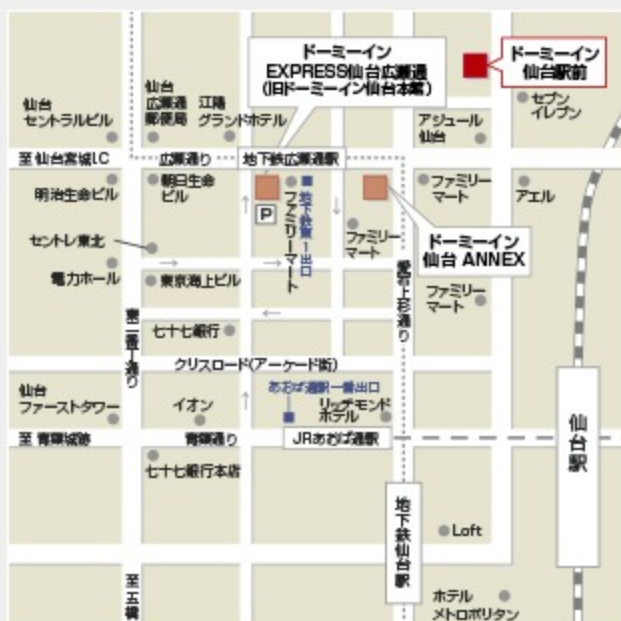 ドーミーイン
EXPRESS仙台広瀬通
(旧ドーミーイン仙台本館)
ドーミーイン
仙台駅前
仙台
セントラルビル
仙台
広瀬通
郵便局
江陽
グランドホテル
アジュール
仙台
セブン
イレブン
至 仙台宮城I.C
広瀬通り
地下鉄広瀬通駅
明治生命ビル
朝日生命
ビル
P
ファミリーマート
ファミリー
マート
ファミリー
マート
アエル
セントレ東北
電力ホール
東京海上ビル
ドーミーイン
仙台 ANNEX
愛宕上杉通り
ファミリー
マート
東二番丁通り
七十七銀行
クリスロード(アーケード街)
仙台
ファーストタワー
イオン
あおば通駅一番出口
リッチモンド
ホテル
至 青葉城跡
青葉通り
JRあおば通駅
仙台駅
七十七銀行本店
地下鉄仙台駅
Loft
至 五橋
ホテル
メトロポリタン